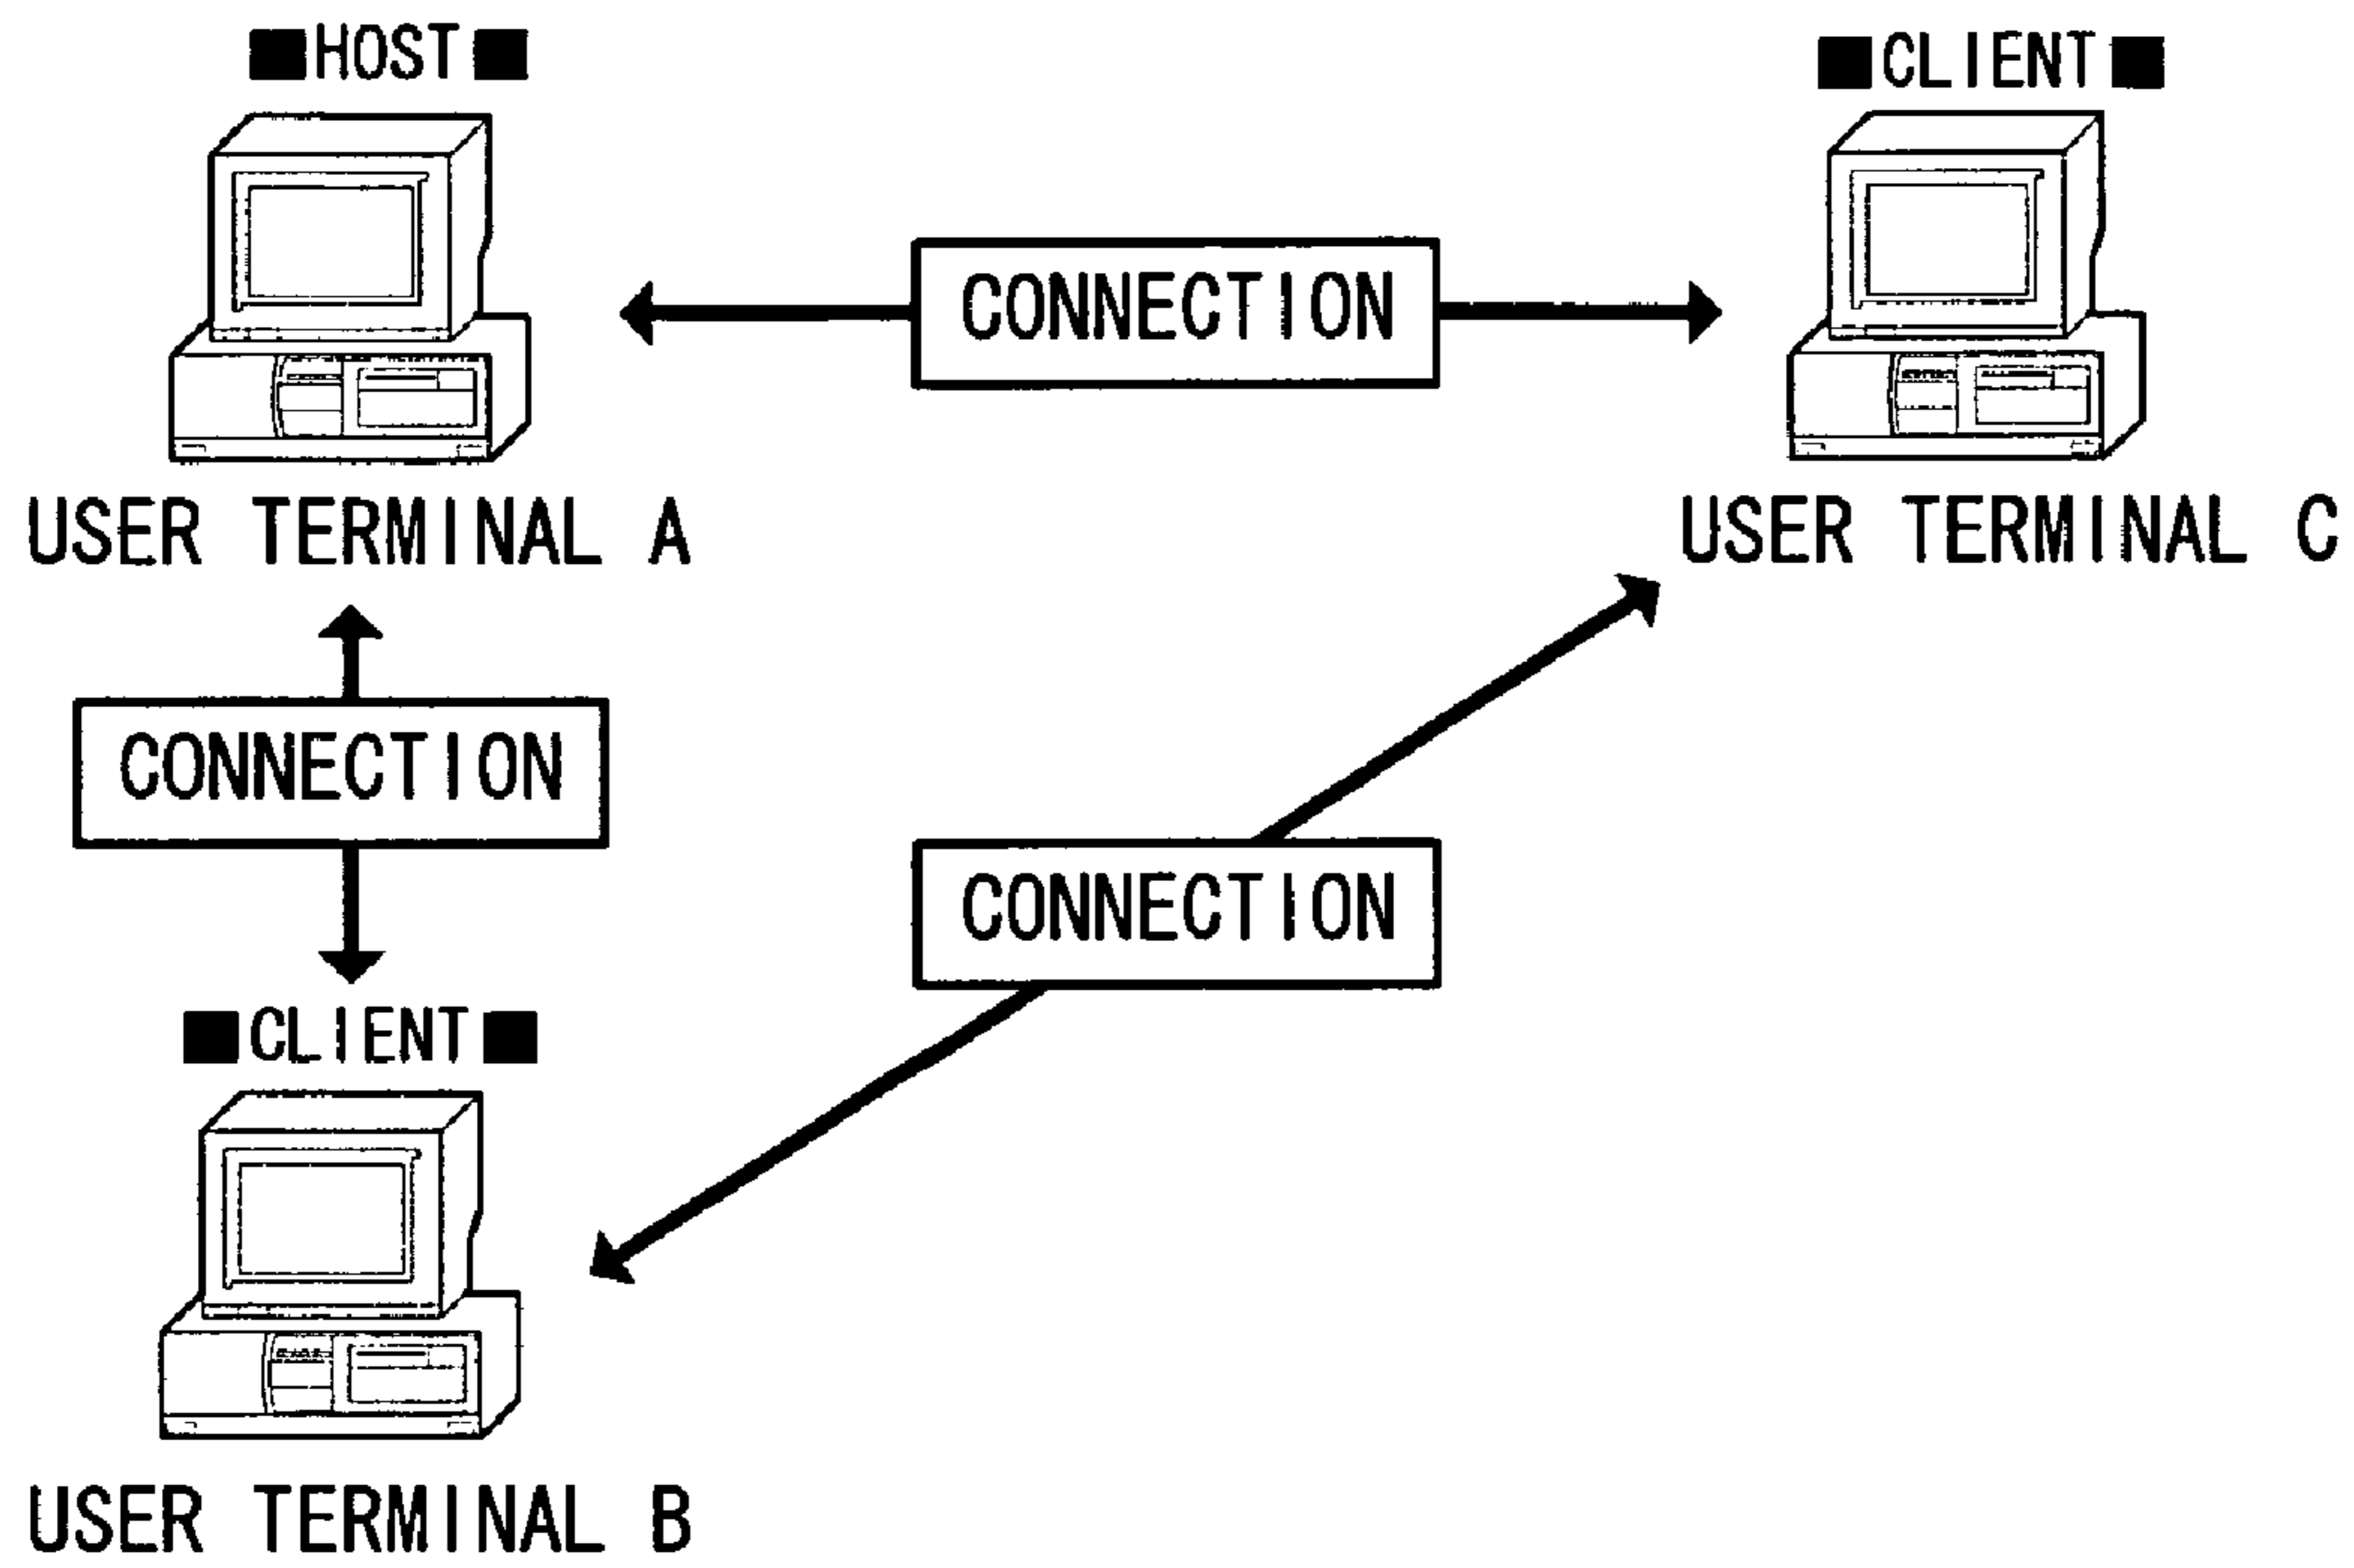 ■HOST■
■CLIENT■
CONNECTION
USER TERMINAL A
USER TERMINAL C
CONNECTION
CONNECTION
■CLIENT■
USER TERMINAL B